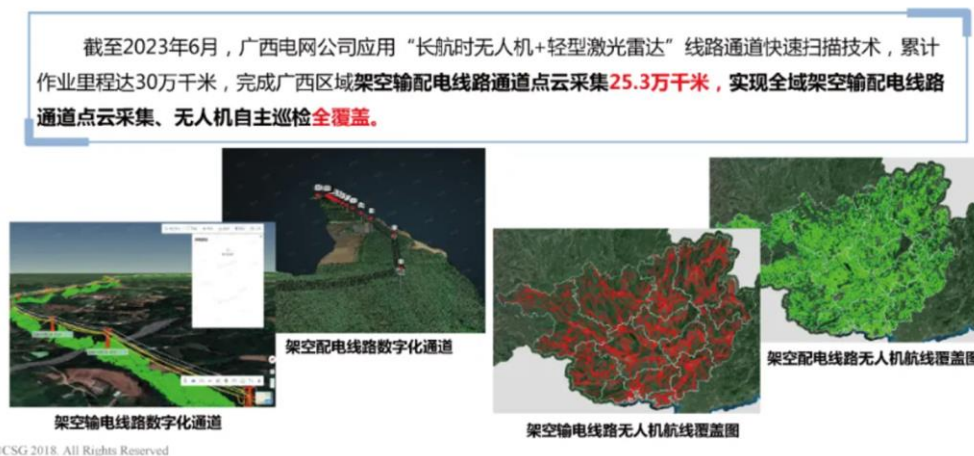 截至2023年6月，广西电网公司应用“长航时无人机+轻型激光雷达”线路通道快速扫描技术，累计
作业里程达30万千米，完成广西区域架空输配电线路通道点云采集25.3万千米，实现全域架空输配电线路
通道点云采集、无人机自主巡检全覆盖。
架空配电线路数字化通道
架空配电线路无人机航线覆盖图
架空输电线路数字化通道
架空输电线路无人机航线覆盖图
CSG 2018. All Rights Reserved